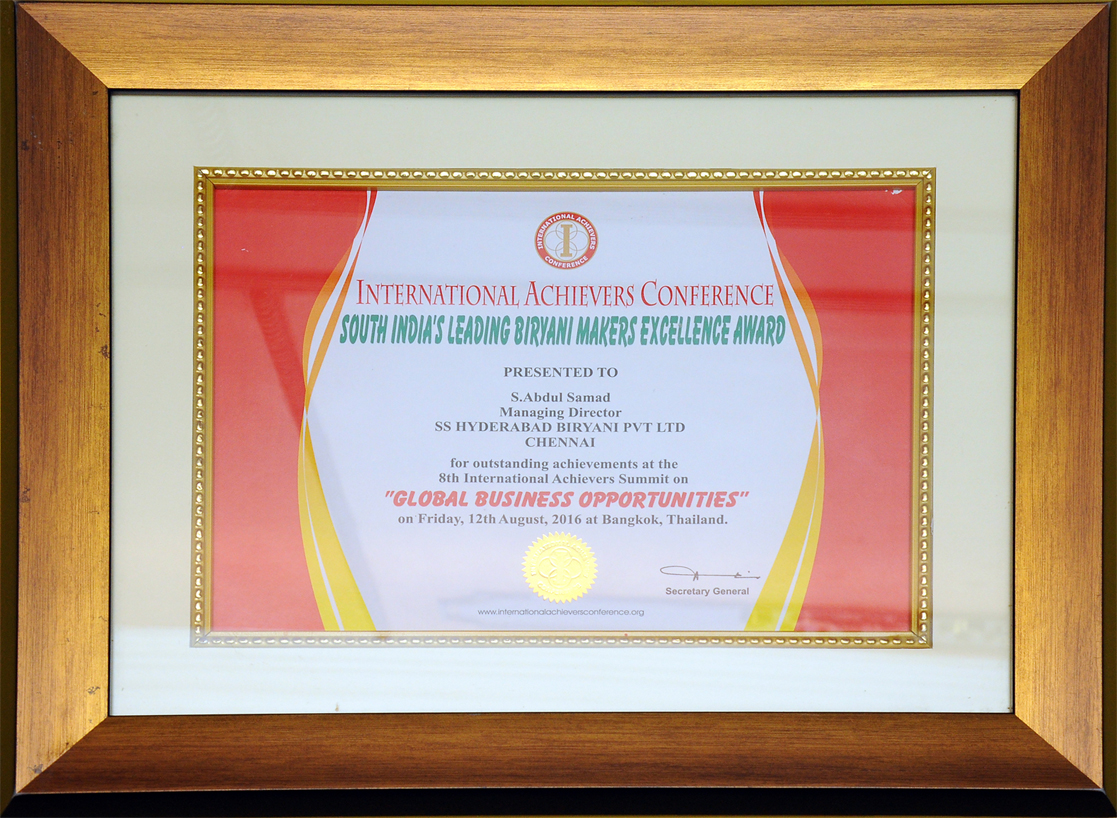 INTERNATIONAL ACHIEVERS
CONFERENCE
I
INTERNATIONAL ACHIEVERS CONFERENCE
SOUTH INDIA'S LEADING BIRYANI MAKERS EXCELLENCE AWARD
PRESENTED TO
S.Abdul Samad
Managing Director
SS HYDERABAD BIRYANI PVT LTD
CHENNAI
for outstanding achievements at the
8th International Achievers Summit on
"GLOBAL BUSINESS OPPORTUNITIES"
on Friday, 12th August, 2016 at Bangkok, Thailand.
Secretary General
www.internationalachieversconference.org